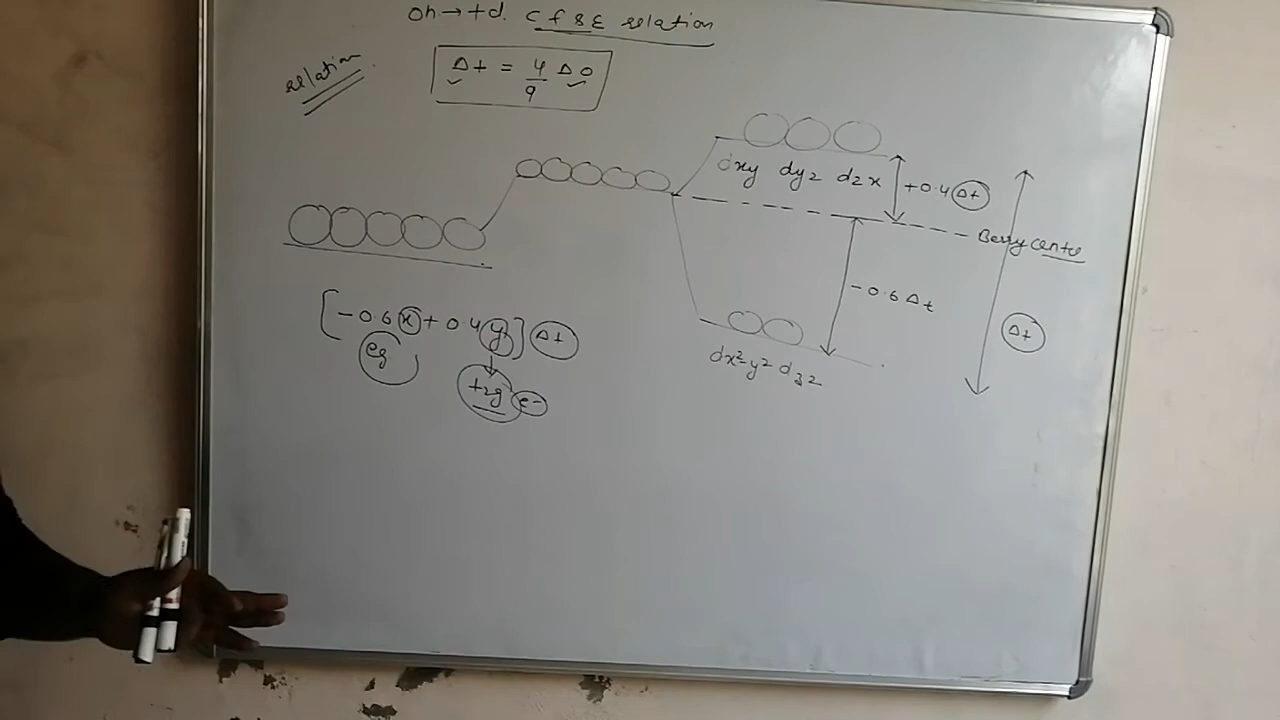 oh → td. CFSE relation
relation
Δt = 4/9 Δo
dxy dyz dzx
+0.4 Δt
Berry centre
-0.6 Δt
[-0.6 x + 0.4 y] Δt
eg
t2g e-
Δt
dx²y² dz2